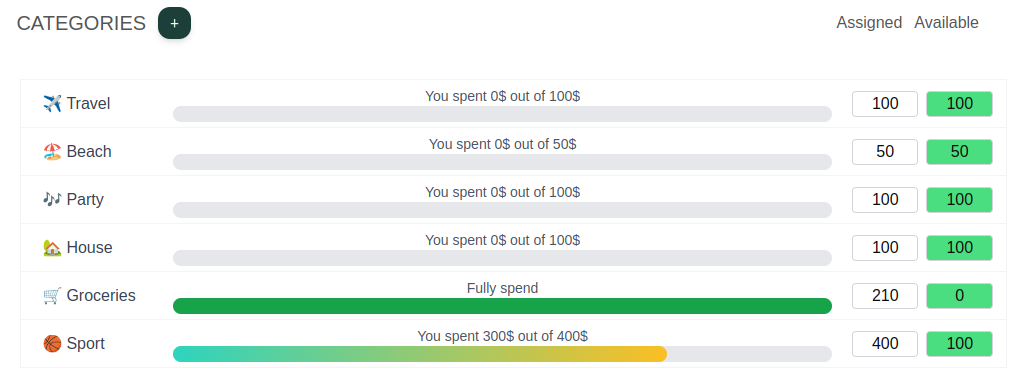 CATEGORIES + Assigned Available
You spent 0$ out of 100$
Travel 100 100
You spent 0$ out of 50$
Beach 50 50
You spent 0$ out of 100$
Party 100 100
You spent 0$ out of 100$
House 100 100
Fully spend
Groceries 210 0
You spent 300$ out of 400$
Sport 400 100